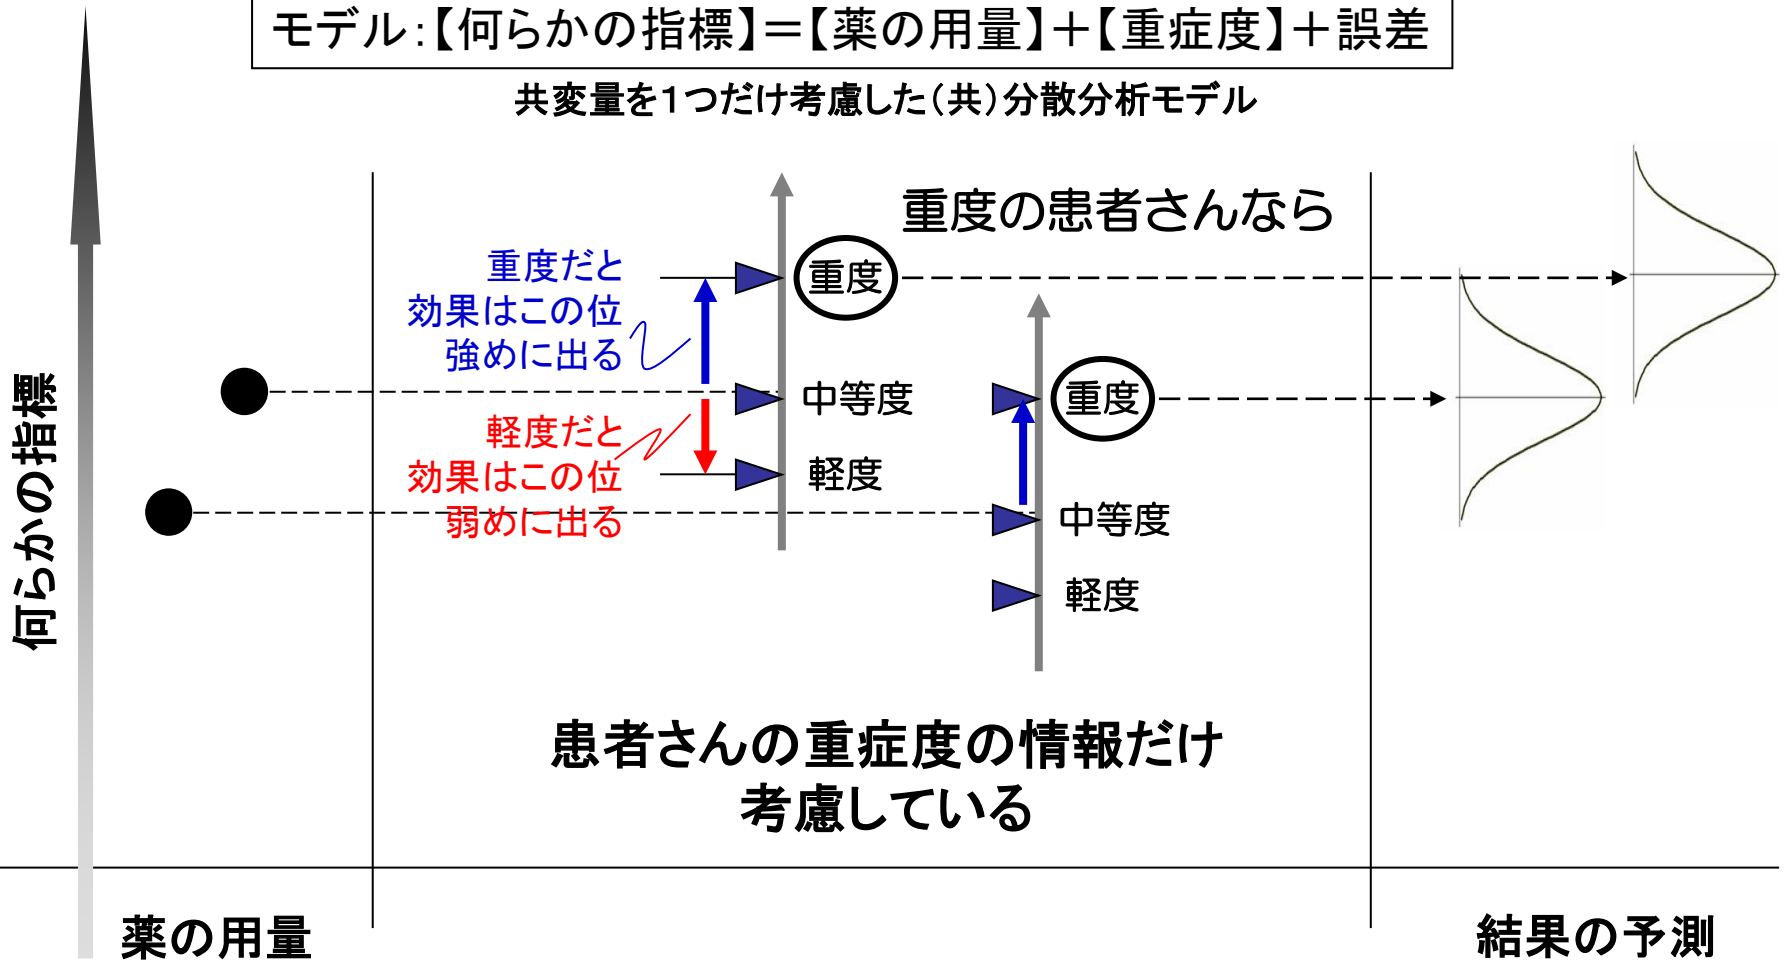 モデル：【何らかの指標】＝【薬の用量】＋【重症度】＋誤差
共変量を１つだけ考慮した（共）分散分析モデル
何らかの指標
重度の患者さんなら
重度だと
効果はこの位
強めに出る
重度
中等度
軽度だと
効果はこの位
弱めに出る
軽度
重度
中等度
軽度
患者さんの重症度の情報だけ
考慮している
薬の用量
結果の予測